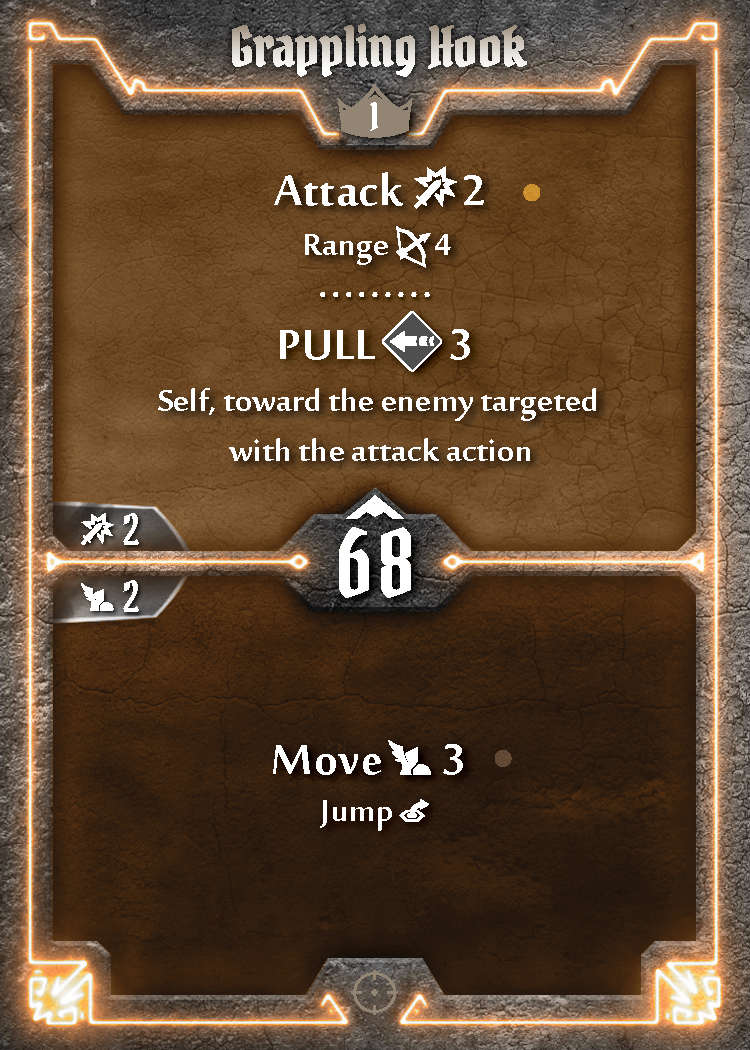 Grappling Hook
1
Attack 2
Range 4
.........
PULL 3
Self, toward the enemy targeted
with the attack action
2
68
2
Move 3
Jump